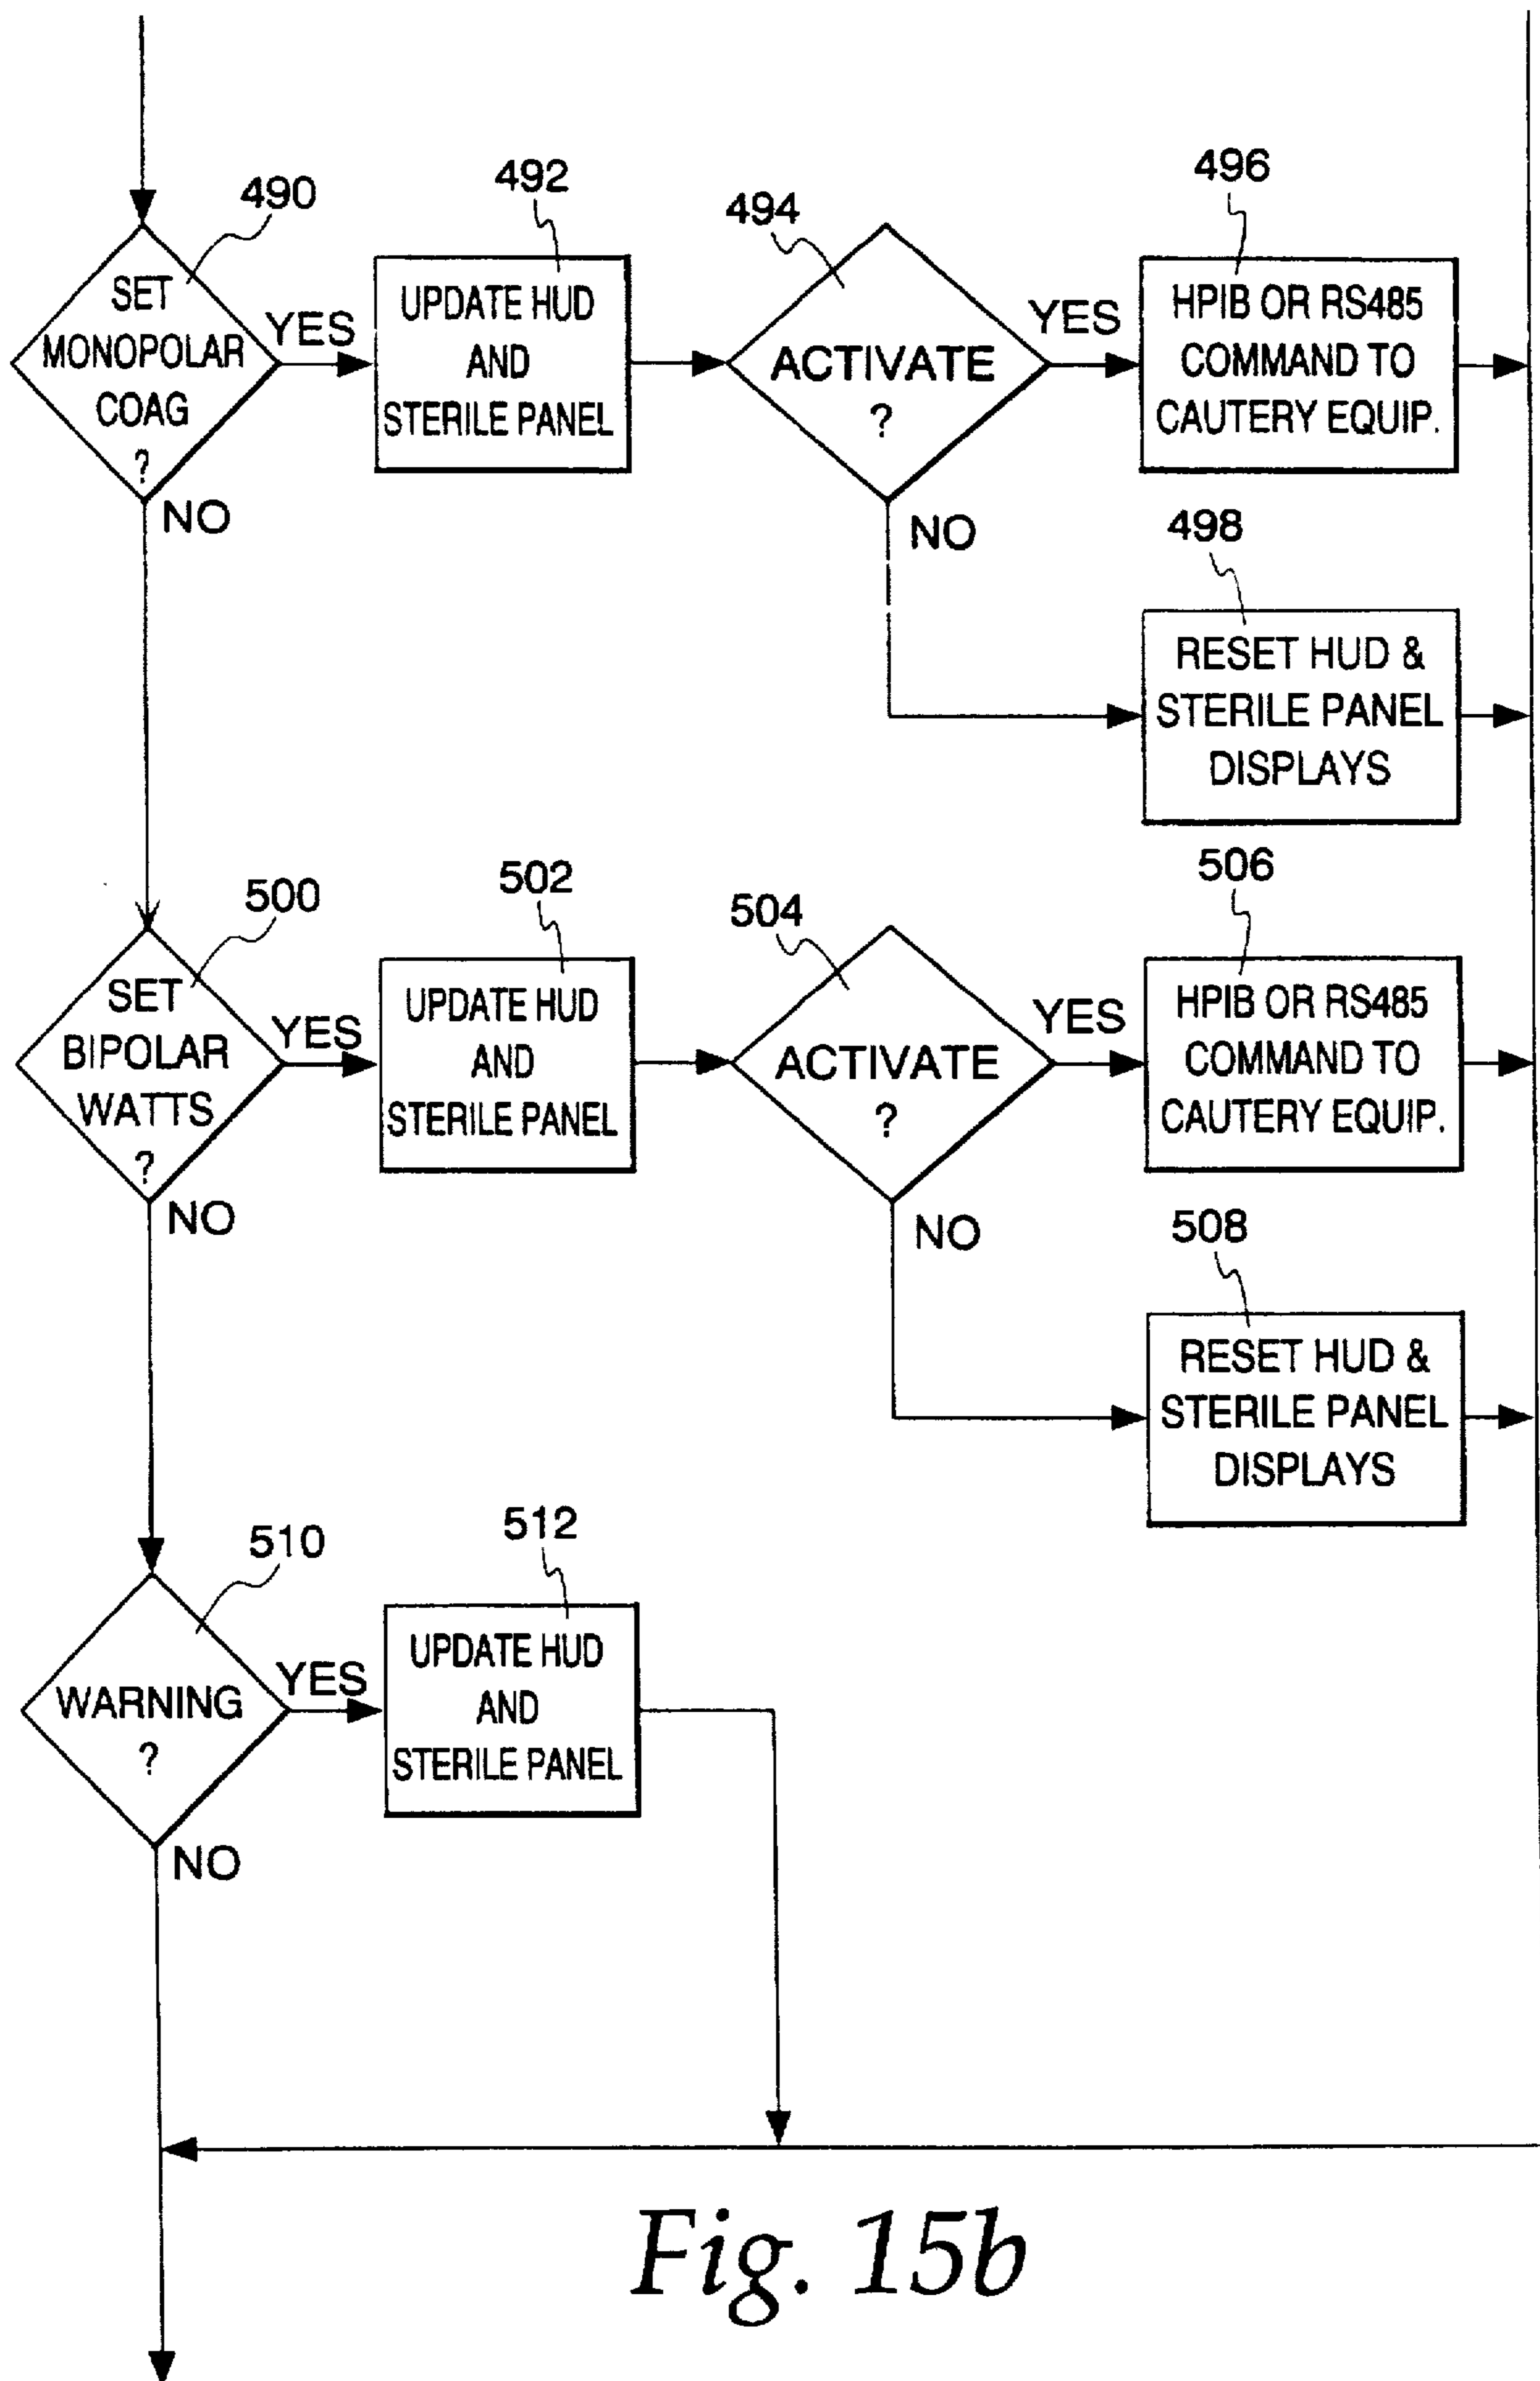 490
492
494
496
SET
MONOPOLAR
COAG
?
YES
UPDATE HUD
AND
STERILE PANEL
ACTIVATE
?
YES
HPIB OR RS485
COMMAND TO
CAUTERY EQUIP.
NO
NO
498
RESET HUD &
STERILE PANEL
DISPLAYS
500
502
504
506
SET
BIPOLAR
WATTS
?
YES
UPDATE HUD
AND
STERILE PANEL
ACTIVATE
?
YES
HPIB OR RS485
COMMAND TO
CAUTERY EQUIP.
NO
NO
508
RESET HUD &
STERILE PANEL
DISPLAYS
510
512
WARNING
?
YES
UPDATE HUD
AND
STERILE PANEL
NO
Fig. 15b